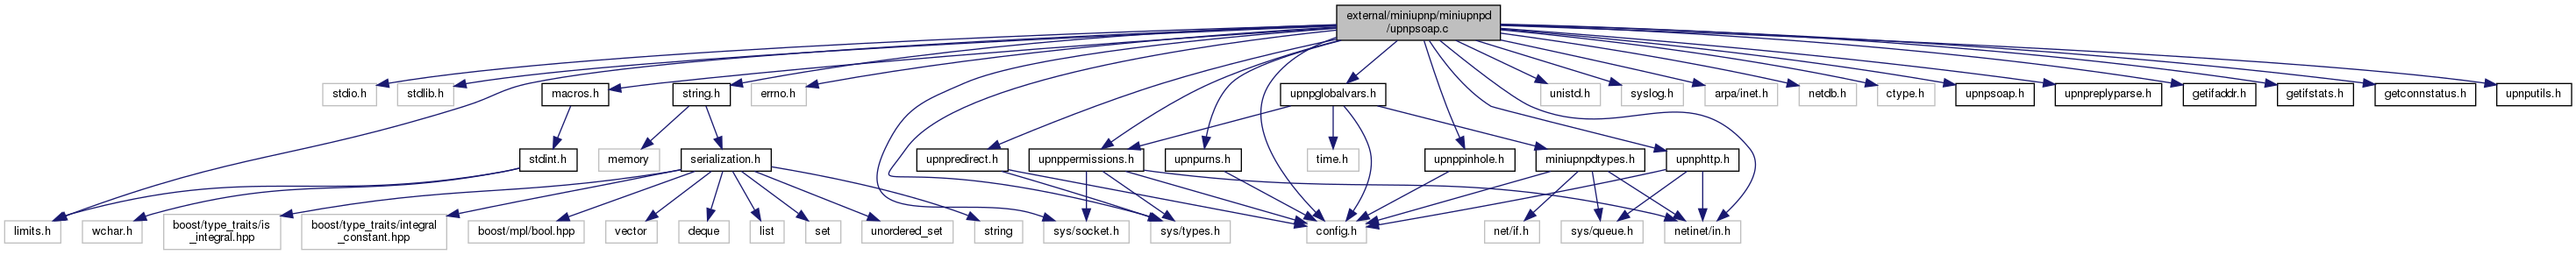 external/miniupnp/miniupnpd
/upnpsoap.c
stdio.h
stdlib.h
macros.h
string.h
errno.h
upnpglobalvars.h
unistd.h
syslog.h
arpa/inet.h
netdb.h
ctype.h
upnpsoap.h
upnpreplyparse.h
getifaddr.h
getifstats.h
getconnstatus.h
upnputils.h
stdint.h
memory
serialization.h
upnpredirect.h
upnppermissions.h
upnpurns.h
time.h
upnppinhole.h
miniupnpdtypes.h
upnphttp.h
limits.h
wchar.h
boost/type_traits/is
_integral.hpp
boost/type_traits/integral
_constant.hpp
boost/mpl/bool.hpp
vector
deque
list
set
unordered_set
string
sys/socket.h
sys/types.h
config.h
net/if.h
sys/queue.h
netinet/in.h